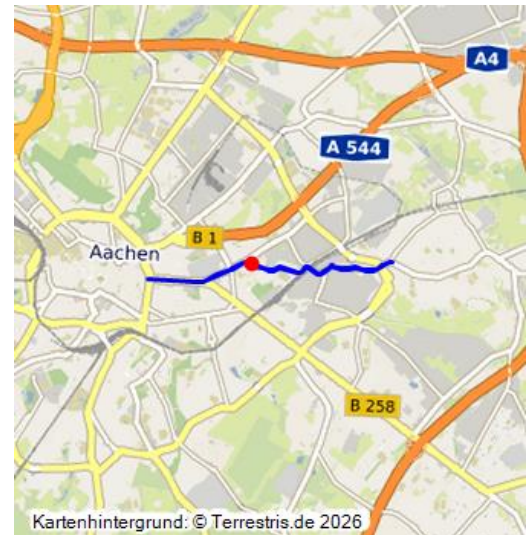 A4
A 544
B 1
Aachen
B 258
Kartenhintergrund: © Terrestris.de 2026